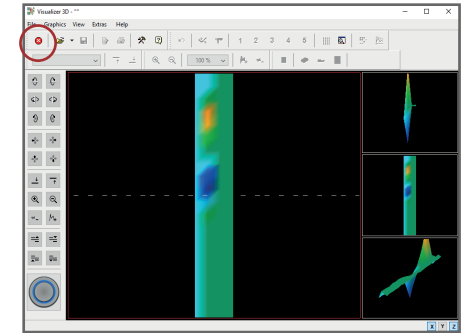 Visualizer 3D - ""
File Graphics View Extras Help
1 2 3 4 5
100 %
X Y Z